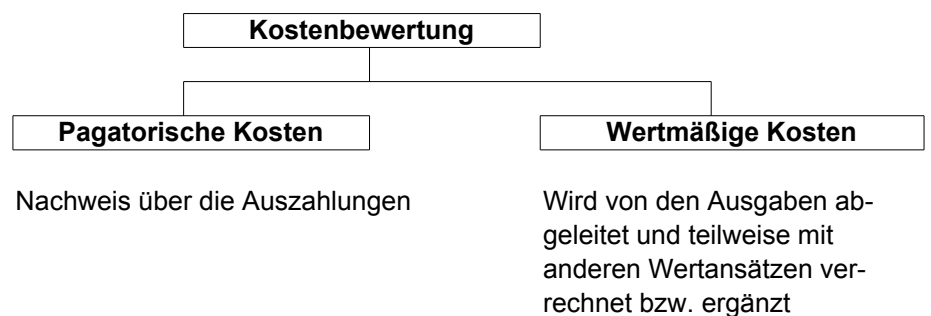 Kostenbewertung
Pagatorische Kosten
Wertmäßige Kosten
Nachweis über die Auszahlungen
Wird von den Ausgaben ab-
geleitet und teilweise mit
anderen Wertansätzen ver-
rechnet bzw. ergänzt